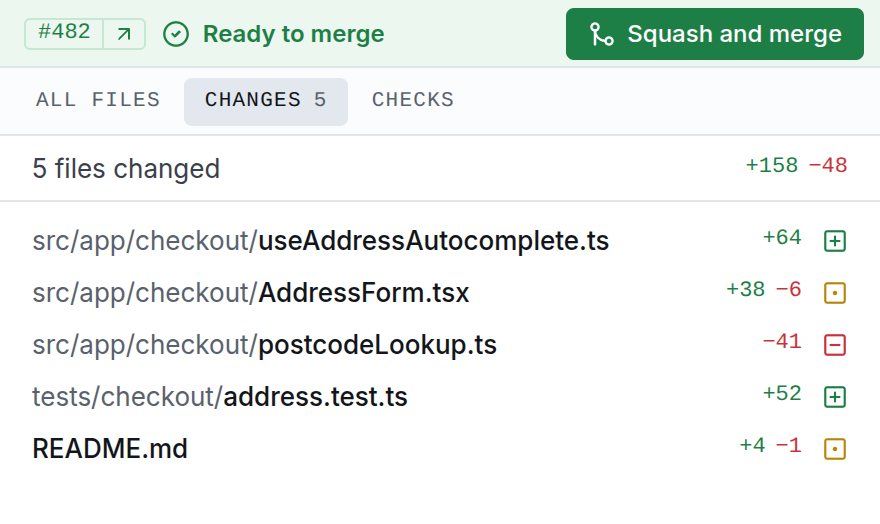 #482 Ready to merge Squash and merge
ALL FILES CHANGES 5 CHECKS
5 files changed +158 −48
src/app/checkout/useAddressAutocomplete.ts +64
src/app/checkout/AddressForm.tsx +38 −6
src/app/checkout/postcodeLookup.ts −41
tests/checkout/address.test.ts +52
README.md +4 −1